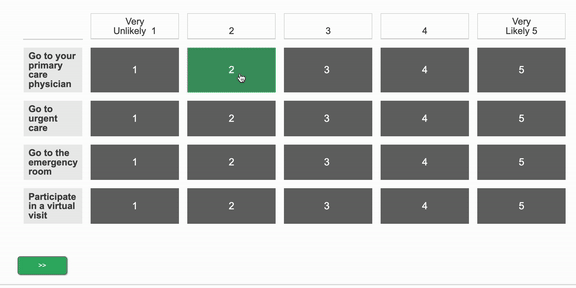 Very
Unlikely 1
2
3
4
Very
Likely 5
Go to your
primary
care
physician
1
2
3
4
5
Go to
urgent
care
1
2
3
4
5
Go to the
emergency
room
1
2
3
4
5
Participate
in a virtual
visit
1
2
3
4
5
>>